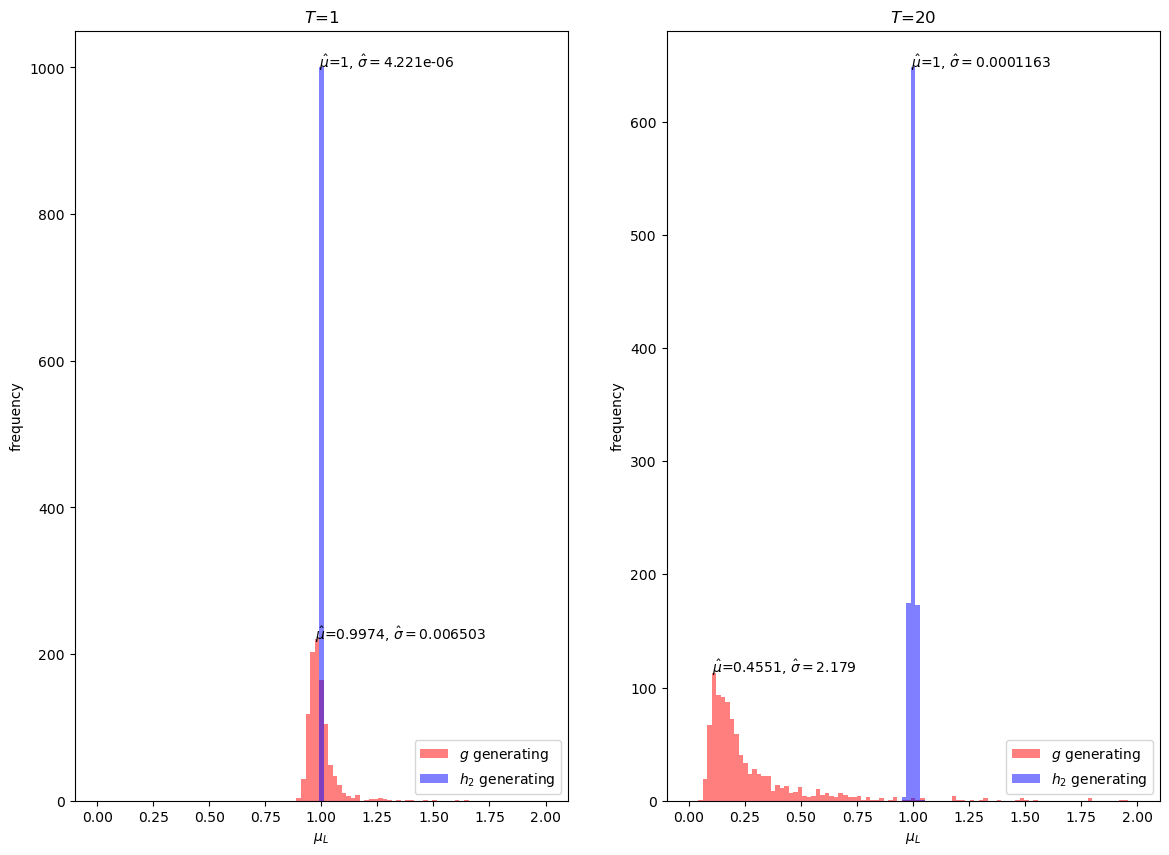 T=1
μ̂=1, σ̂ = 4.221e-06
μ̂=0.9974, σ̂ = 0.006503
1000
800
600
400
200
0
frequency
0.00 0.25 0.50 0.75 1.00 1.25 1.50 1.75 2.00
μ_L
g generating
h₂ generating
T=20
μ̂=1, σ̂ = 0.0001163
μ̂=0.4551, σ̂ = 2.179
600
500
400
300
200
100
0
frequency
0.00 0.25 0.50 0.75 1.00 1.25 1.50 1.75 2.00
μ_L
g generating
h₂ generating